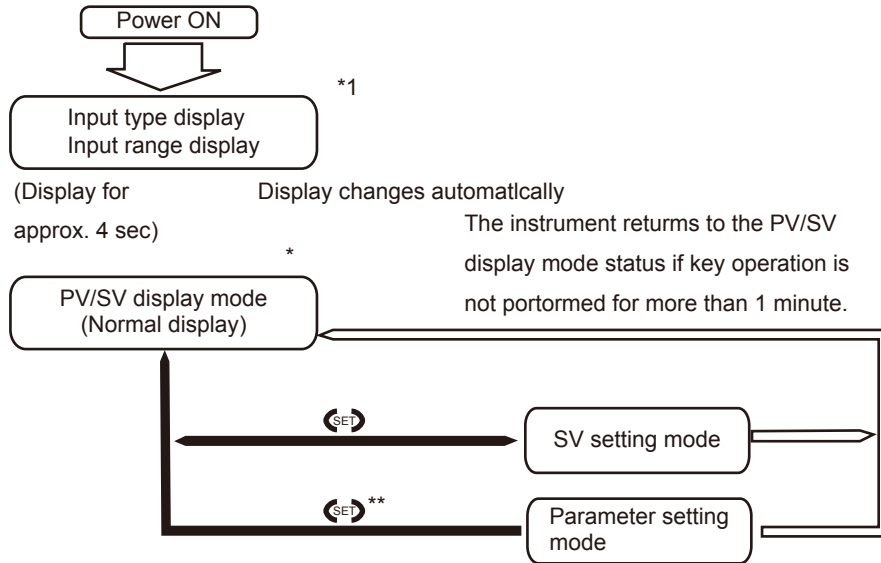 Power ON
*1
Input type display
Input range display
(Display for
approx. 4 sec)
Display changes automatlcally
The instrument returms to the PV/SV
display mode status if key operation is
not portormed for more than 1 minute.
*
PV/SV display mode
(Normal display)
SET
SV setting mode
SET
**
Parameter setting
mode